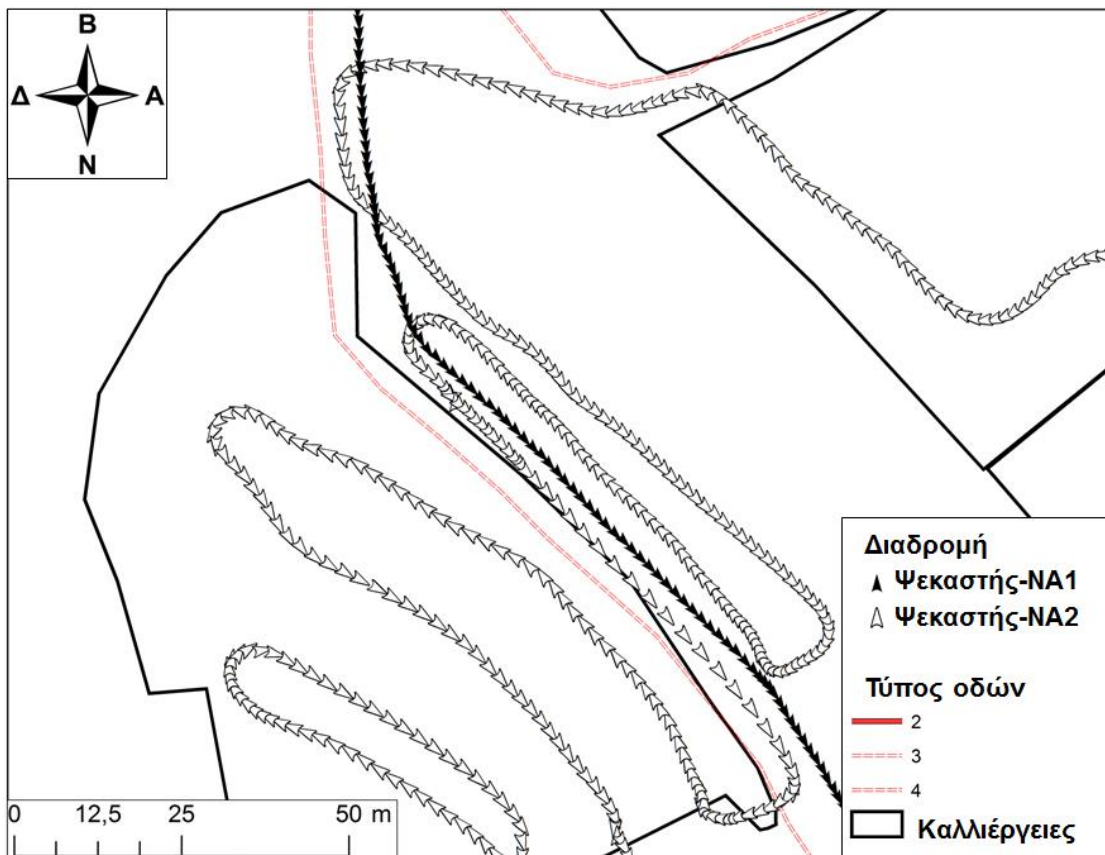 Β
Δ Α
Ν
Διαδρομή
Ψεκαστής-ΝΑ1
Ψεκαστής-ΝΑ2
Τύπος οδών
2
3
4
Καλλιέργειες
0 12,5 25 50 m